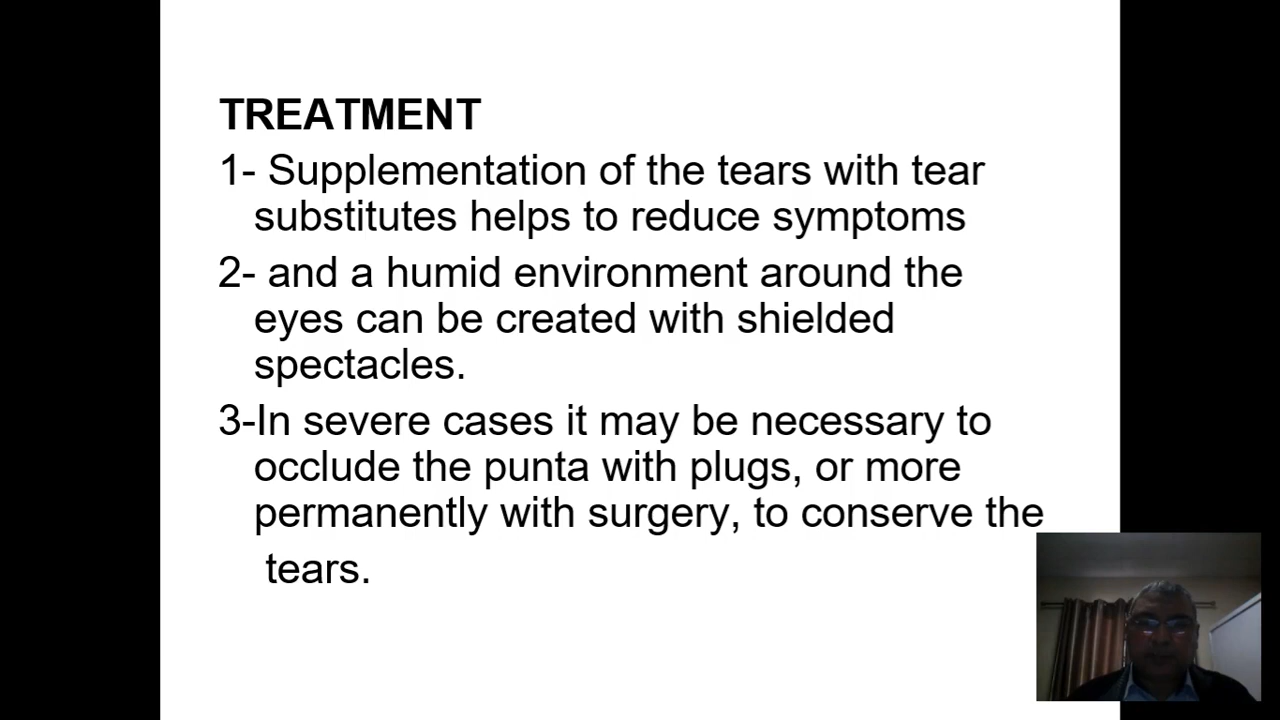 TREATMENT
1- Supplementation of the tears with tear
substitutes helps to reduce symptoms
2- and a humid environment around the
eyes can be created with shielded
spectacles.
3-In severe cases it may be necessary to
occlude the punta with plugs, or more
permanently with surgery, to conserve the
tears.